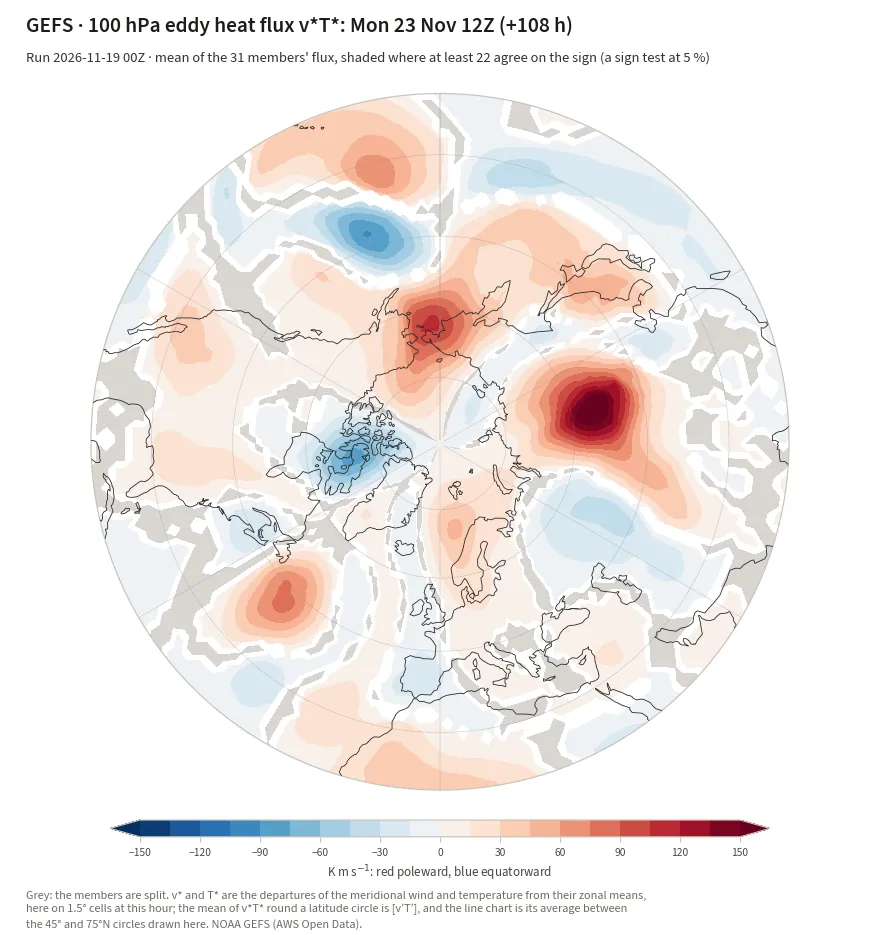 GEFS · 100 hPa eddy heat flux v*T*: Mon 23 Nov 12Z (+108 h)
Run 2026-11-19 00Z · mean of the 31 members' flux, shaded where at least 22 agree on the sign (a sign test at 5 %)
−150 −120 −90 −60 −30 0 30 60 90 120 150
K m s⁻¹: red poleward, blue equatorward
Grey: the members are split. v* and T* are the departures of the meridional wind and temperature from their zonal means,
here on 1.5° cells at this hour; the mean of v*T* round a latitude circle is [v'T'], and the line chart is its average between
the 45° and 75°N circles drawn here. NOAA GEFS (AWS Open Data).